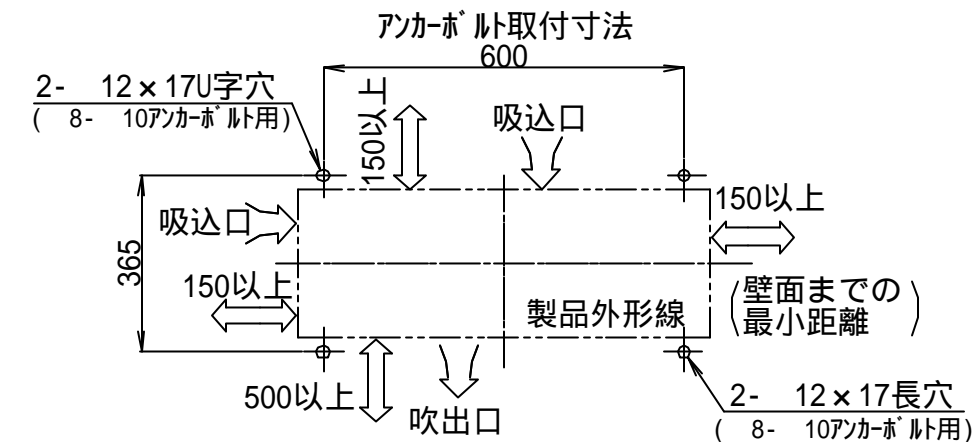 アンカーボルト取付寸法
600
2-　12×17U字穴
(　8-　10アンカーボルト用)
150以上
吸込口
150以上
吸込口
365
150以上
製品外形線
(壁面までの
最小距離)
500以上
吹出口
2-　12×17長穴
(　8-　10アンカーボルト用)